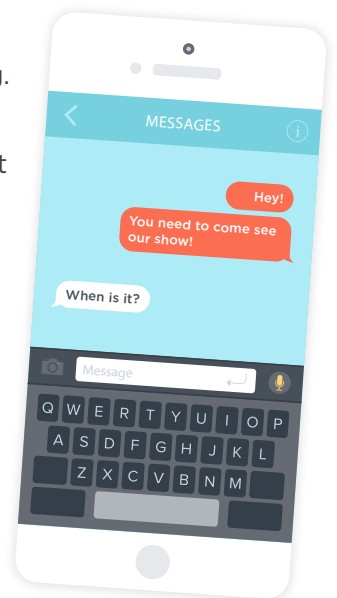 g.
t
MESSAGES
i
Hey!
You need to come see
our show!
When is it?
Message
Q W E R T Y U I O P
A S D F G H J K L
Z X C V B N M